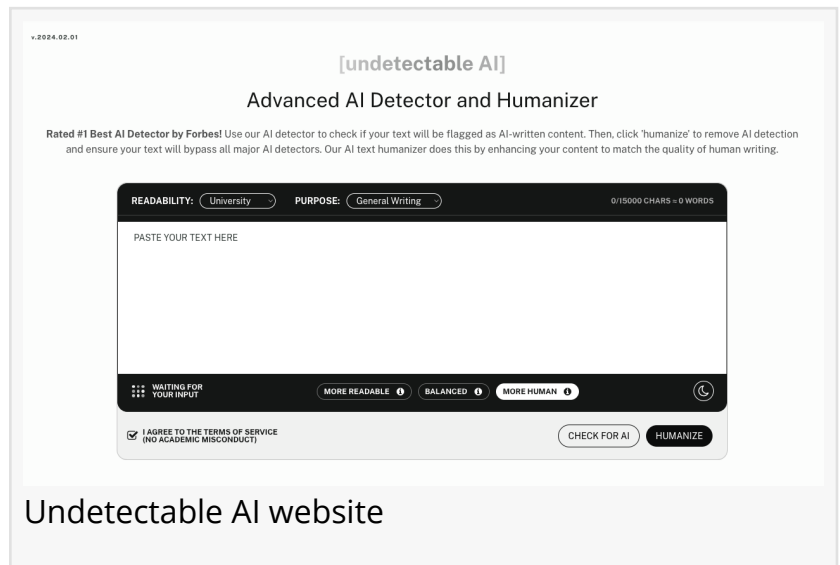 v.2024.02.01
[undetectable AI]
Advanced AI Detector and Humanizer
Rated #1 Best AI Detector by Forbes! Use our AI detector to check if your text will be flagged as AI-written content. Then, click 'humanize' to remove AI detection
and ensure your text will bypass all major AI detectors. Our AI text humanizer does this by enhancing your content to match the quality of human writing.
READABILITY: University PURPOSE: General Writing 0/15000 CHARS ≈ 0 WORDS
PASTE YOUR TEXT HERE
WAITING FOR
YOUR INPUT
MORE READABLE BALANCED MORE HUMAN
I AGREE TO THE TERMS OF SERVICE
(NO ACADEMIC MISCONDUCT)
CHECK FOR AI HUMANIZE
Undetectable AI website